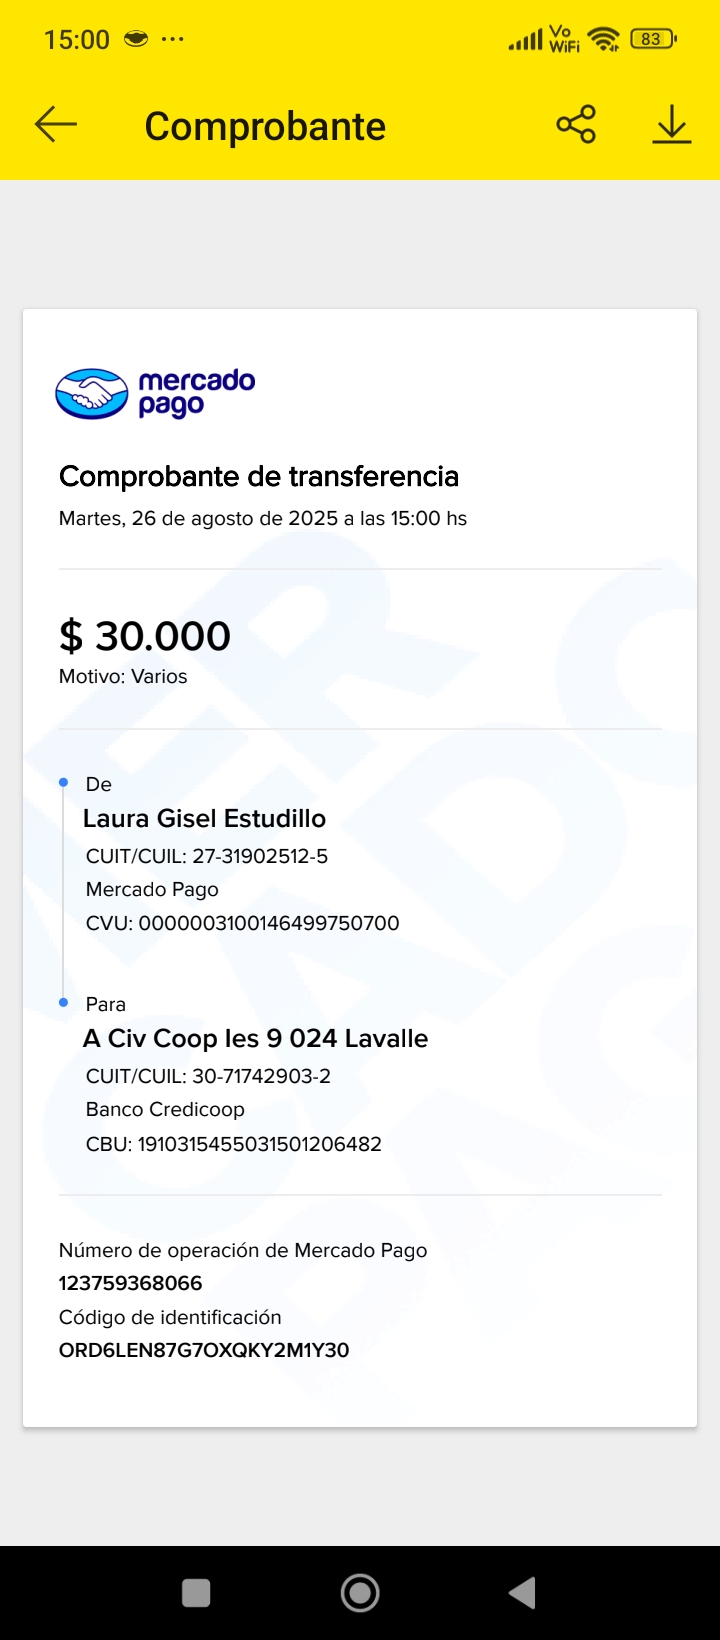 15:00 ...
Vo WiFi 83
Comprobante
mercado
pago
Comprobante de transferencia
Martes, 26 de agosto de 2025 a las 15:00 hs
$ 30.000
Motivo: Varios
De
Laura Gisel Estudillo
CUIT/CUIL: 27-31902512-5
Mercado Pago
CVU: 0000003100146499750700
Para
A Civ Coop Ies 9 024 Lavalle
CUIT/CUIL: 30-71742903-2
Banco Credicoop
CBU: 1910315455031501206482
Número de operación de Mercado Pago
123759368066
Código de identificación
ORD6LEN87G7OXQKY2M1Y30